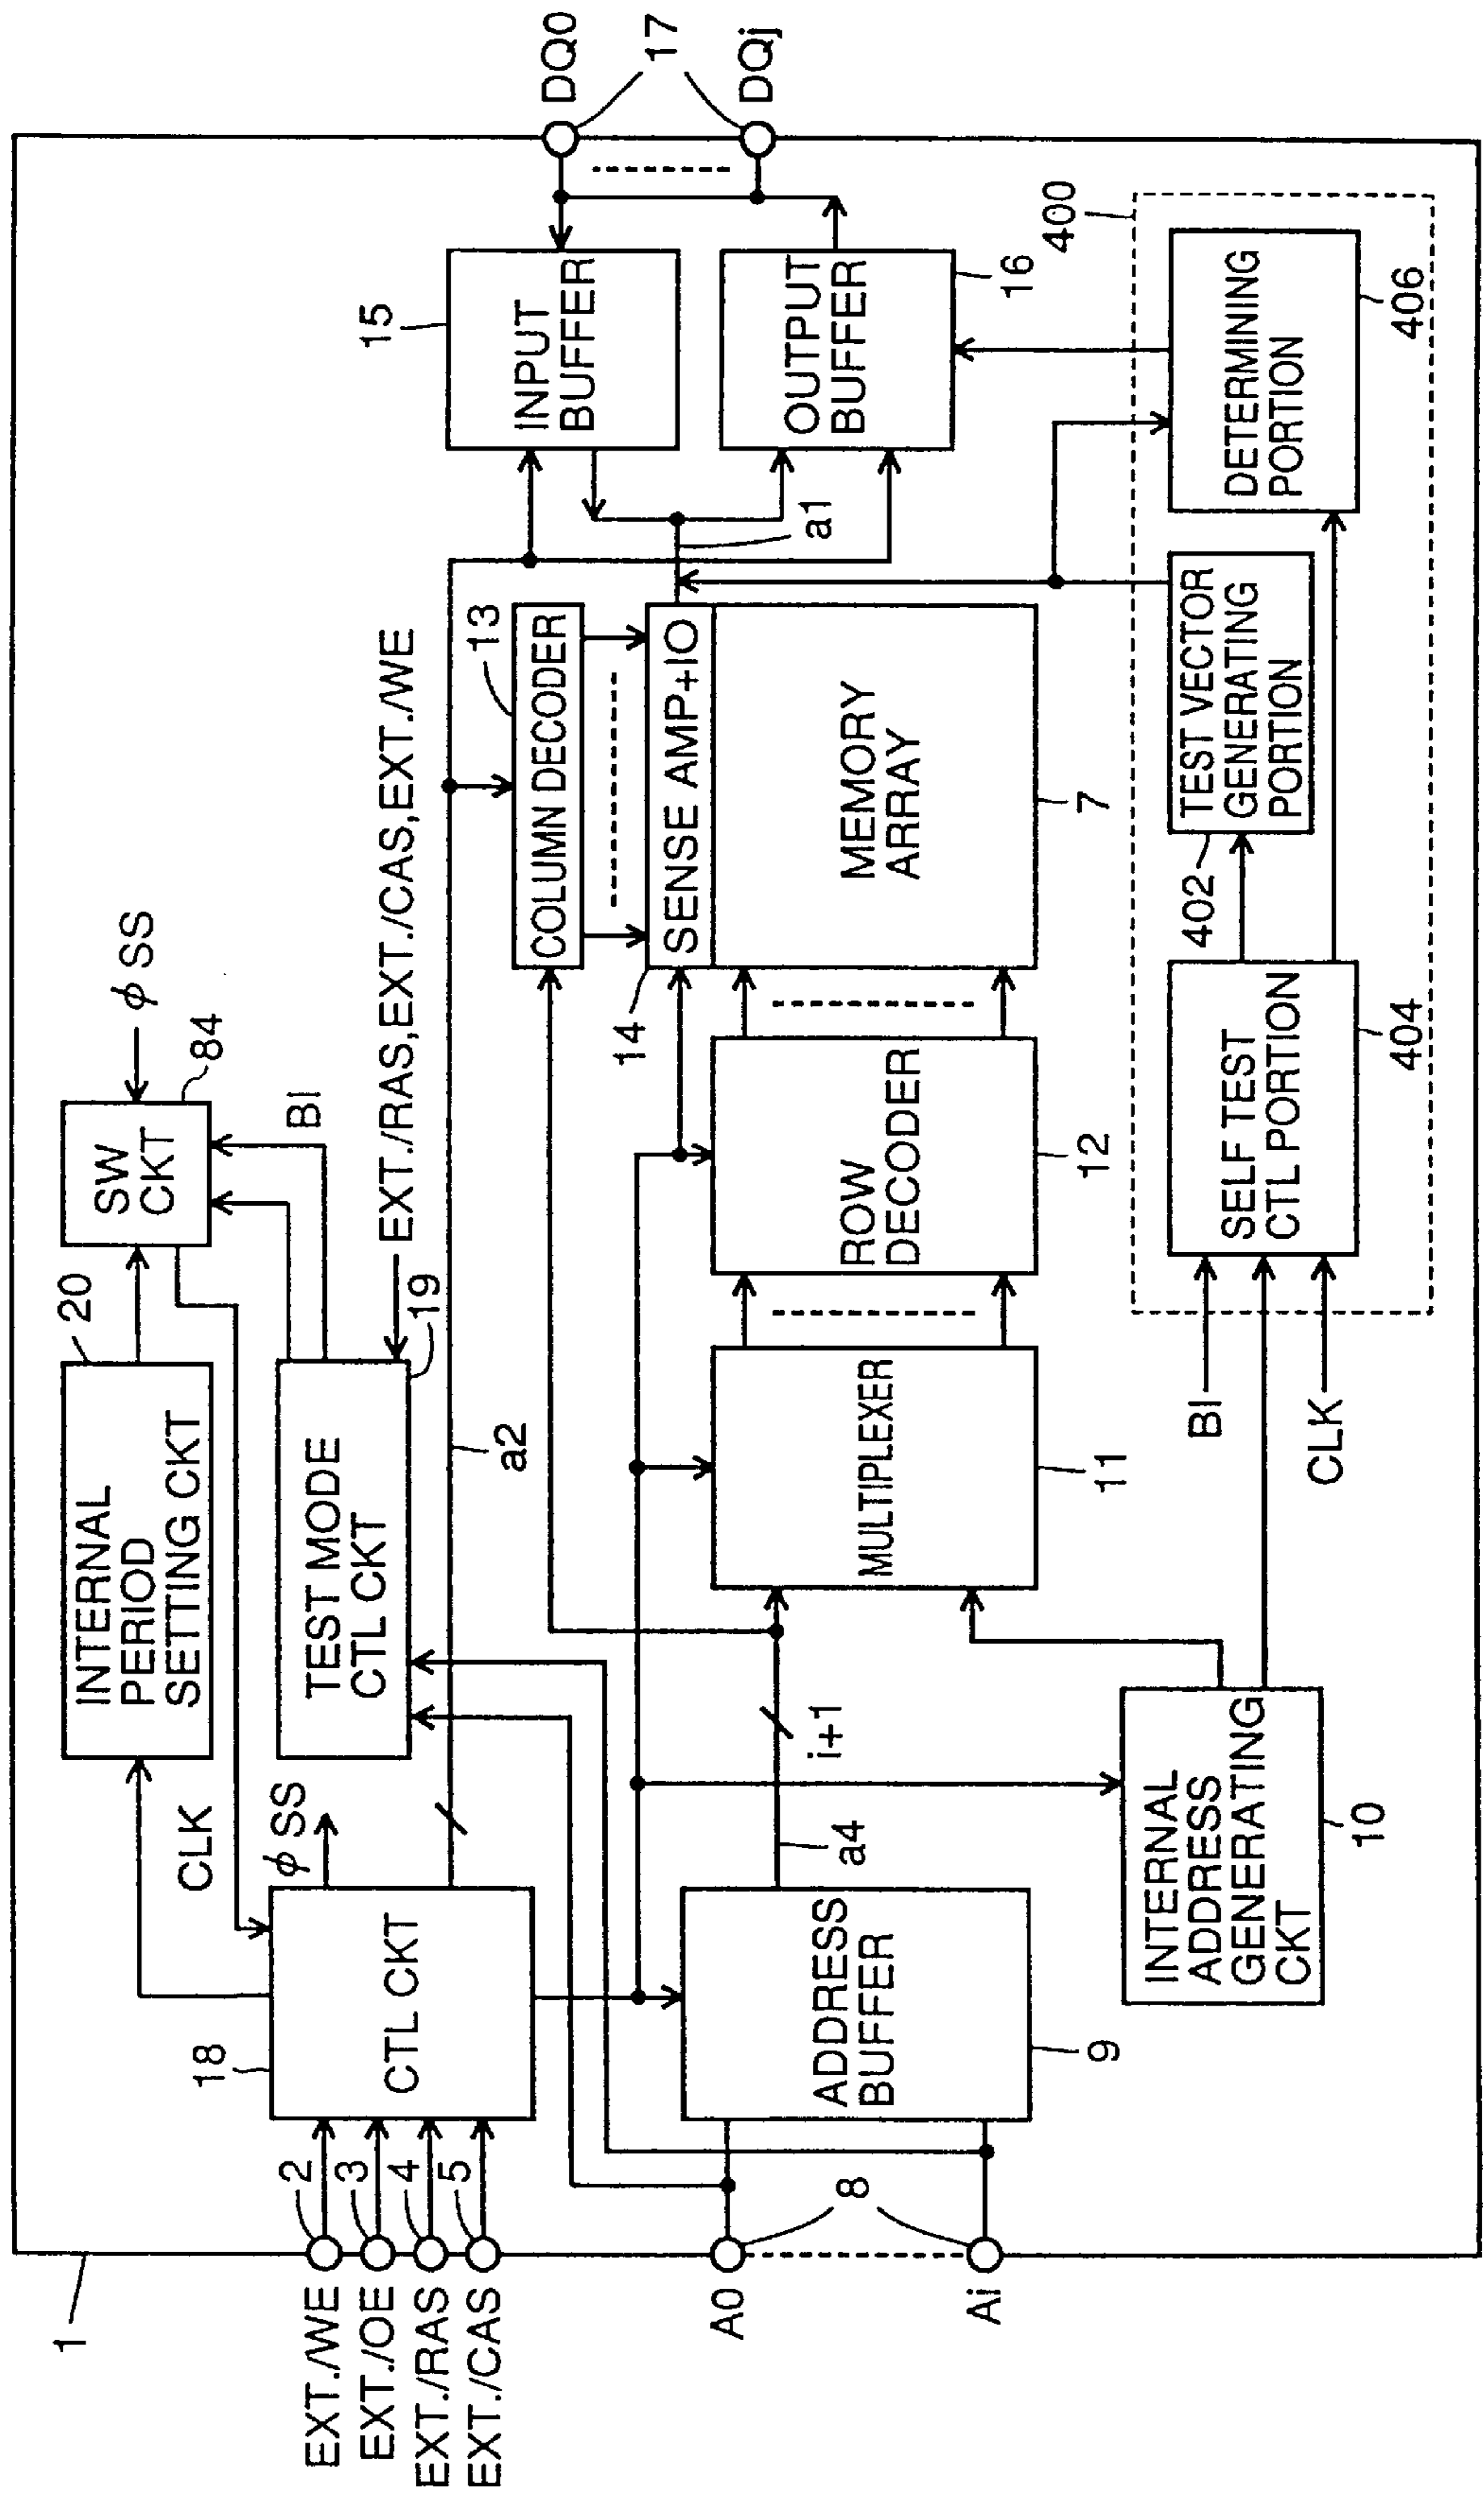 1
EXT./WE
EXT./OE
EXT./RAS
EXT./CAS
2
3
4
5
A0
Ai
8
18
CTL CKT
CLK
ϕ SS
20
INTERNAL
PERIOD
SETTING CKT
TEST MODE
CTL CKT
19
SW
CKT
84
ϕ SS
BI
EXT./RAS,EXT./CAS,EXT./WE
a2
ADDRESS
BUFFER
9
a4
i+1
INTERNAL
ADDRESS
GENERATING
CKT
10
MULTIPLEXER
11
ROW
DECODER
12
COLUMN DECODER
13
14
SENSE AMP+IO
MEMORY
ARRAY
7
a1
15
INPUT
BUFFER
OUTPUT
BUFFER
16
DQ0
17
DQj
400
BI
CLK
SELF TEST
CTL PORTION
404
402
TEST VECTOR
GENERATING
PORTION
DETERMINING
PORTION
406